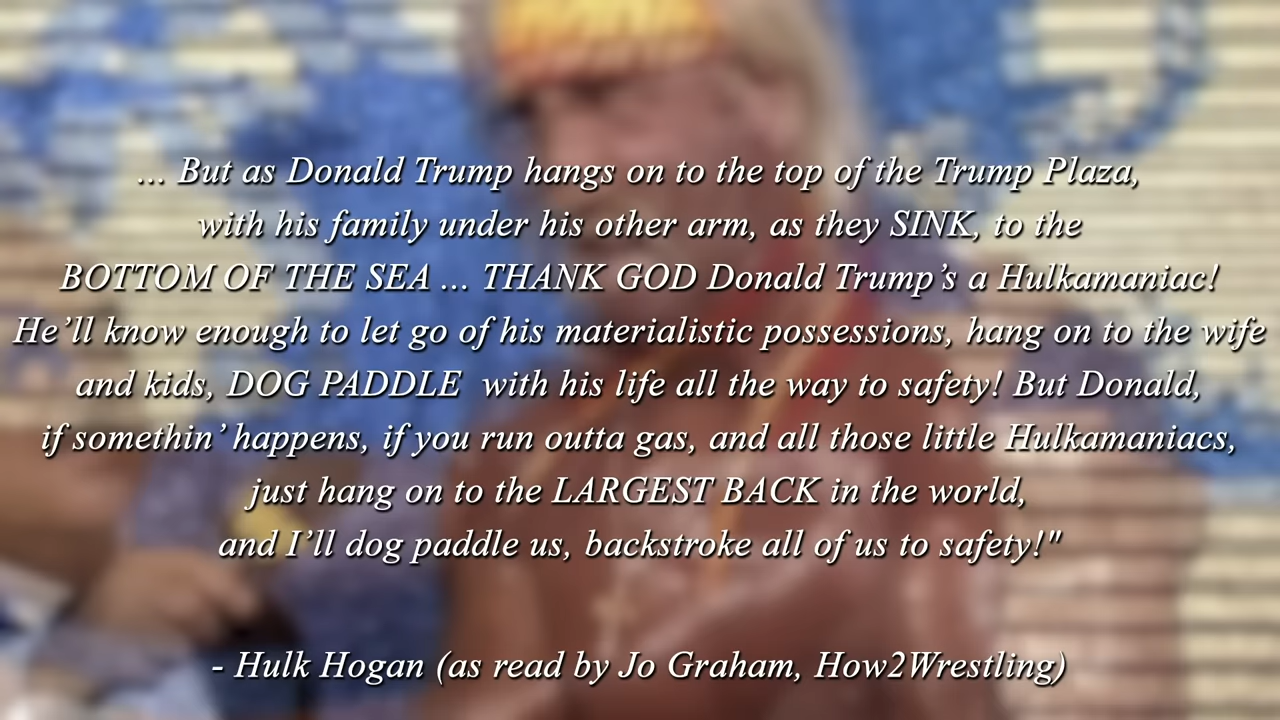 ... But as Donald Trump hangs on to the top of the Trump Plaza,
with his family under his other arm, as they SINK, to the
BOTTOM OF THE SEA ... THANK GOD Donald Trump’s a Hulkamaniac!
He’ll know enough to let go of his materialistic possessions, hang on to the wife
and kids, DOG PADDLE  with his life all the way to safety! But Donald,
if somethin’ happens, if you run outta gas, and all those little Hulkamaniacs,
just hang on to the LARGEST BACK in the world,
and I’ll dog paddle us, backstroke all of us to safety!"
- Hulk Hogan (as read by Jo Graham, How2Wrestling)